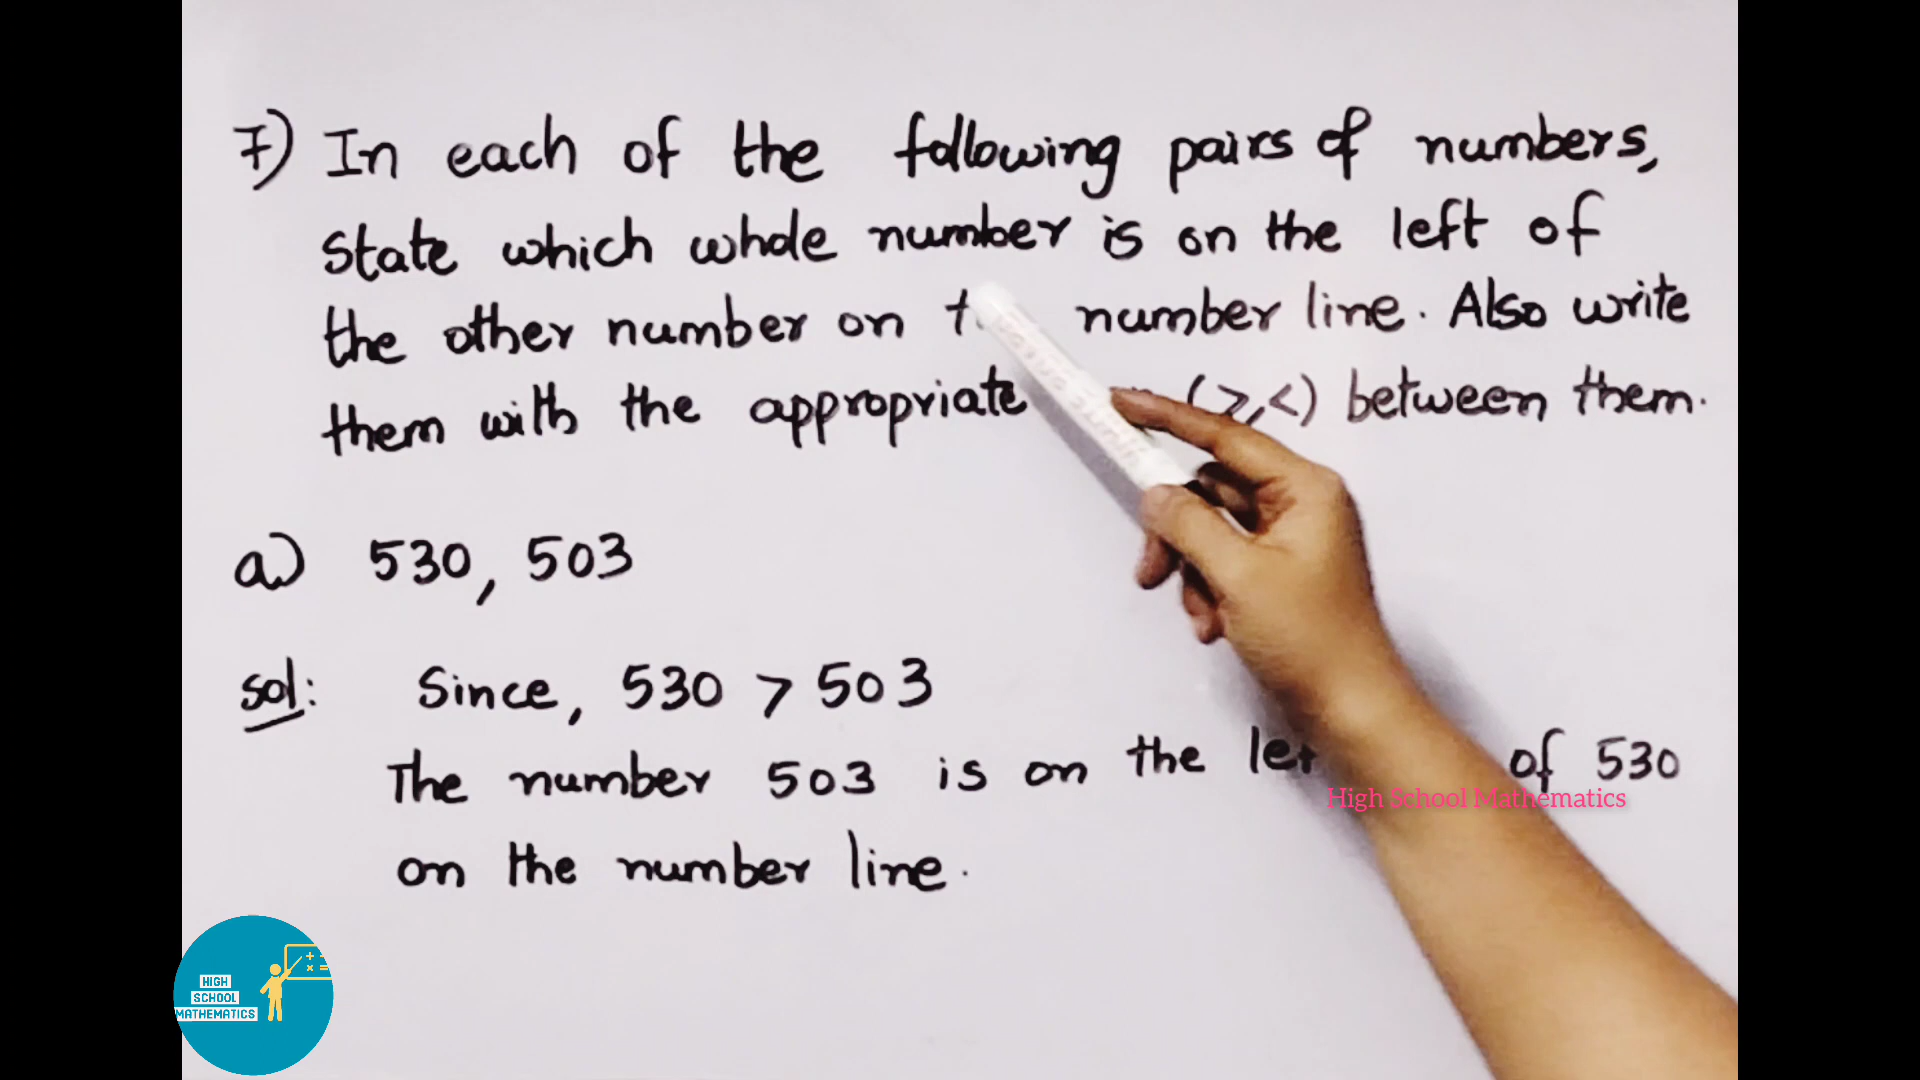 7) In each of the following pairs of numbers,
state which whole number is on the left of
the other number on number line. Also write
them with the appropriate (>,<) between them.
a) 530, 503
sol: Since, 530 > 503
The number 503 is on the of 530
High School Mathematics
on the number line.
HIGH
SCHOOL
MATHEMATICS